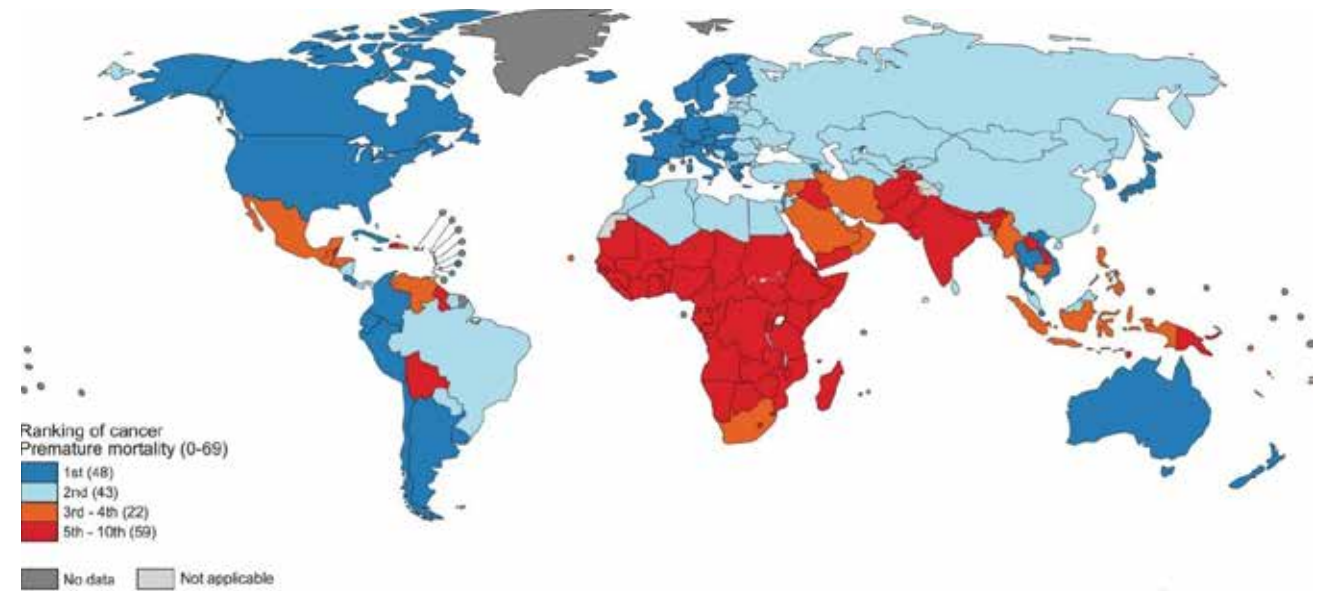 Ranking of cancer
Premature mortality (0-69)
1st (48)
2nd (43)
3rd - 4th (22)
5th - 10th (59)
No data
Not applicable